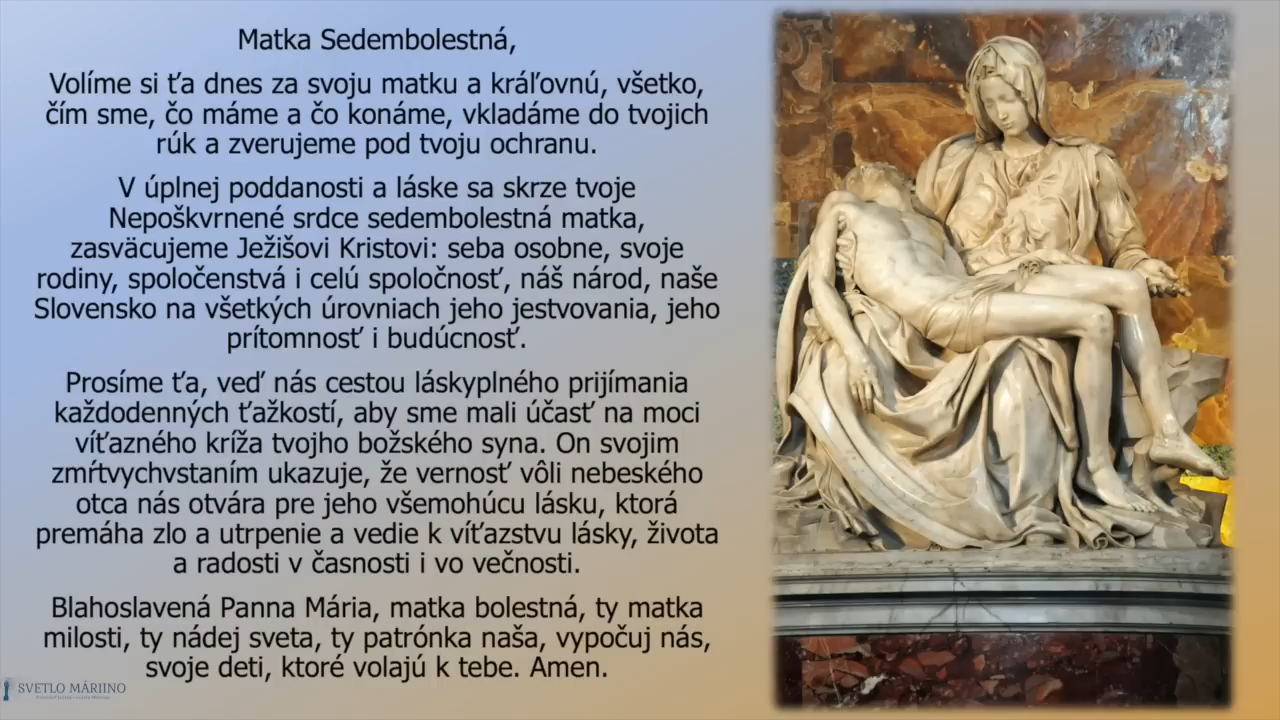 Matka Sedembolestná,
Volíme si ťa dnes za svoju matku a kráľovnú, všetko,
čím sme, čo máme a čo konáme, vkladáme do tvojich
rúk a zverujeme pod tvoju ochranu.
V úplnej poddanosti a láske sa skrze tvoje
Nepoškvrnené srdce sedembolestná matka,
zasväcujeme Ježišovi Kristovi: seba osobne, svoje
rodiny, spoločenstvá i celú spoločnosť, náš národ, naše
Slovensko na všetkých úrovniach jeho jestvovania, jeho
prítomnosť i budúcnosť.
Prosíme ťa, veď nás cestou láskyplného prijímania
každodenných ťažkostí, aby sme mali účasť na moci
víťazného kríža tvojho božského syna. On svojim
zmŕtvychvstaním ukazuje, že vernosť vôli nebeského
otca nás otvára pre jeho všemohúcu lásku, ktorá
premáha zlo a utrpenie a vedie k víťazstvu lásky, života
a radosti v časnosti i vo večnosti.
Blahoslavená Panna Mária, matka bolestná, ty matka
milosti, ty nádej sveta, ty patrónka naša, vypočuj nás,
svoje deti, ktoré volajú k tebe. Amen.
SVETLO MÁRIINO